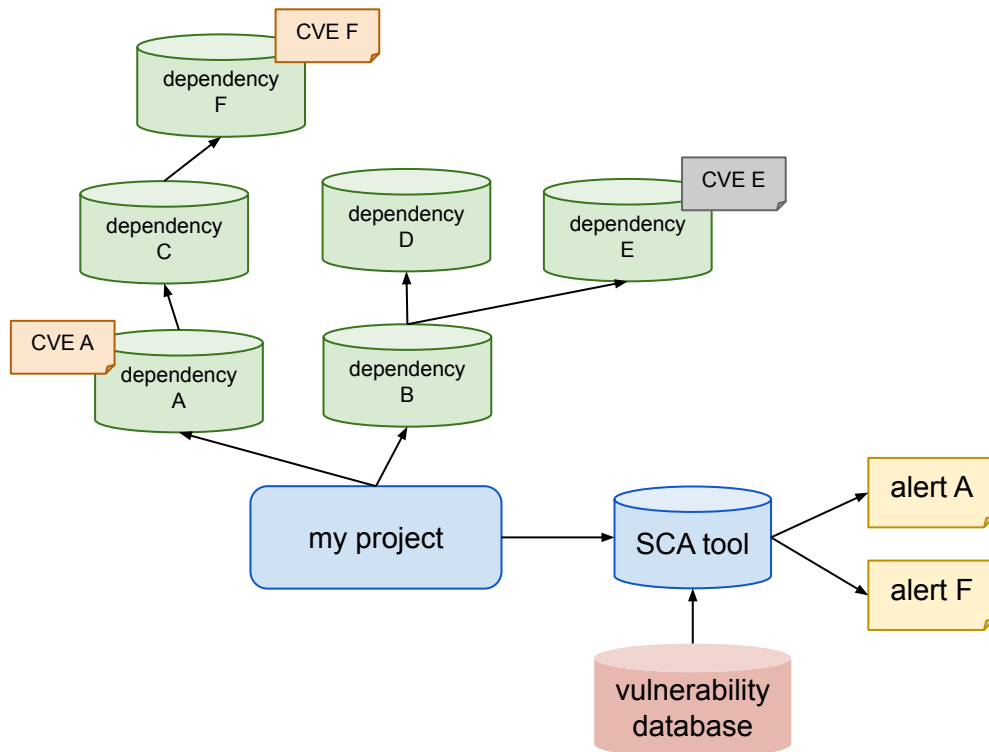 CVE F
dependency
F
dependency
C
dependency
D
CVE E
dependency
E
CVE A
dependency
A
dependency
B
my project
SCA tool
alert A
alert F
vulnerability
database